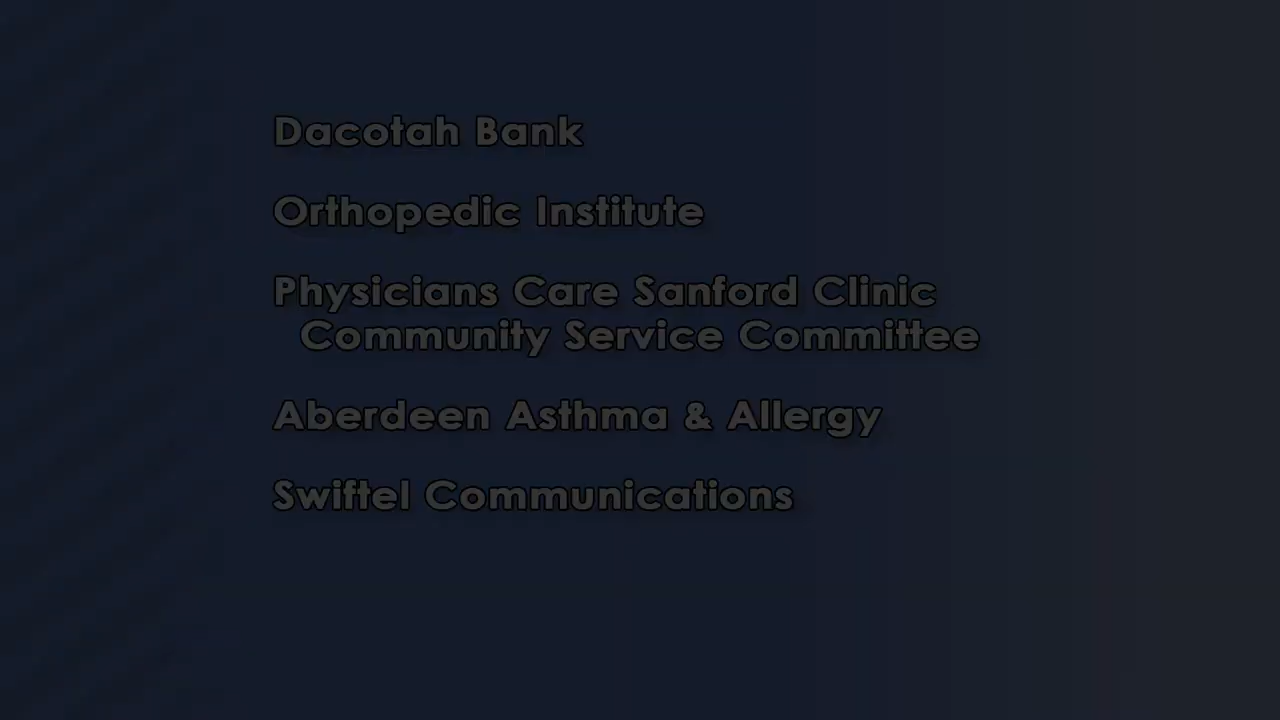 Dacotah Bank
Orthopedic Institute
Physicians Care Sanford Clinic
Community Service Committee
Aberdeen Asthma & Allergy
Swiftel Communications